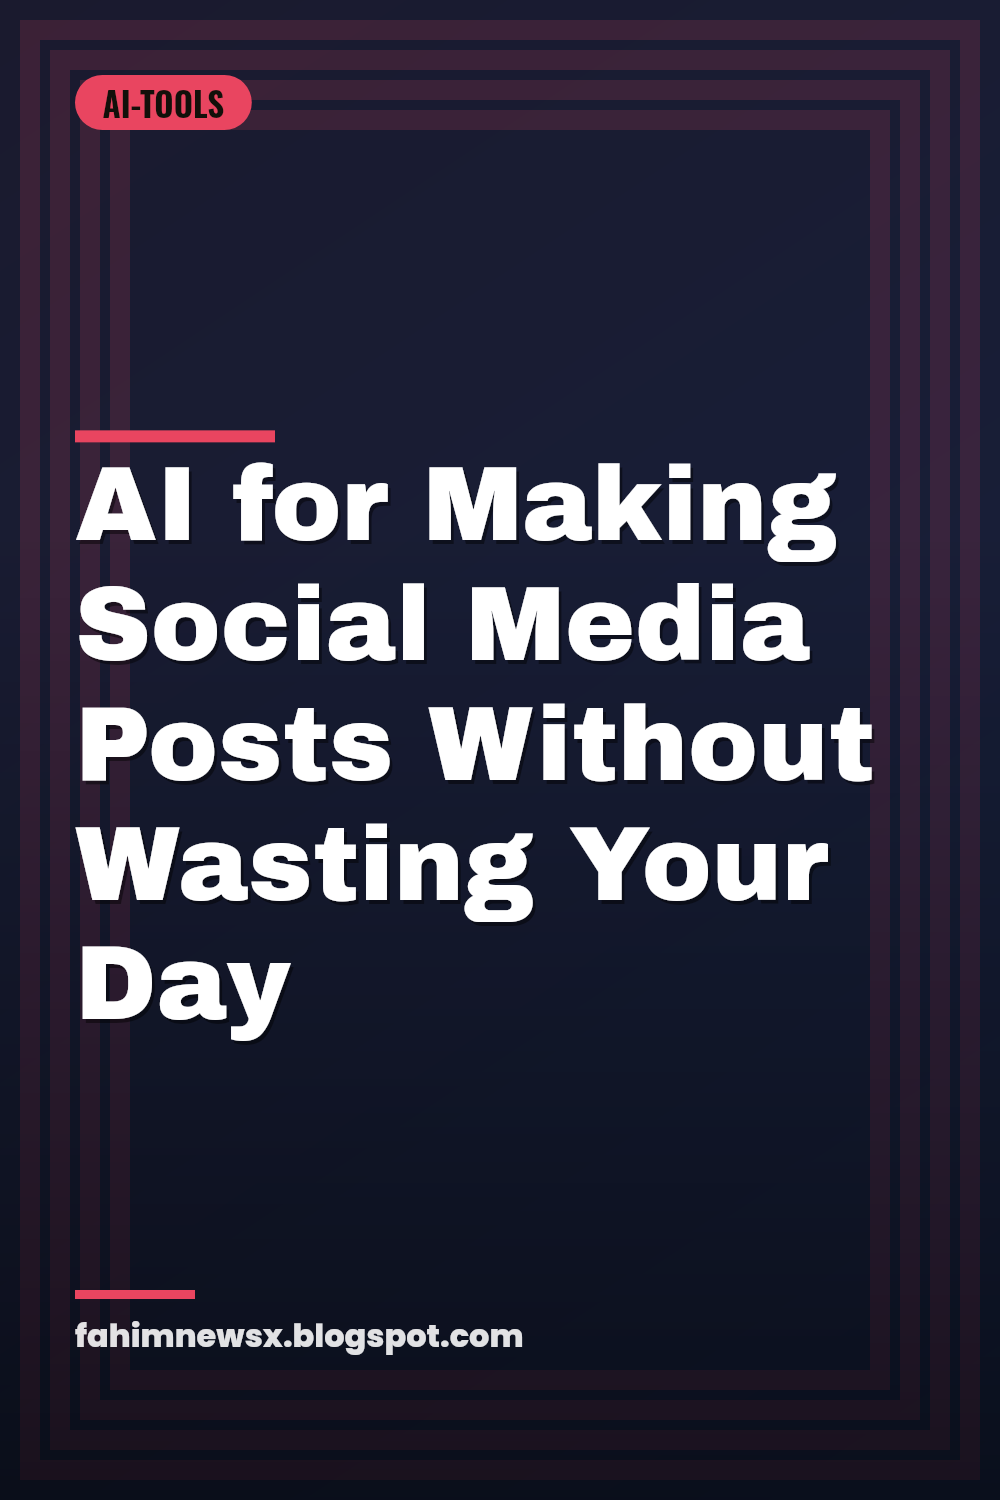 AI-TOOLS
AI for Making
Social Media
Posts Without
Wasting Your
Day
fahimnewsx.blogspot.com